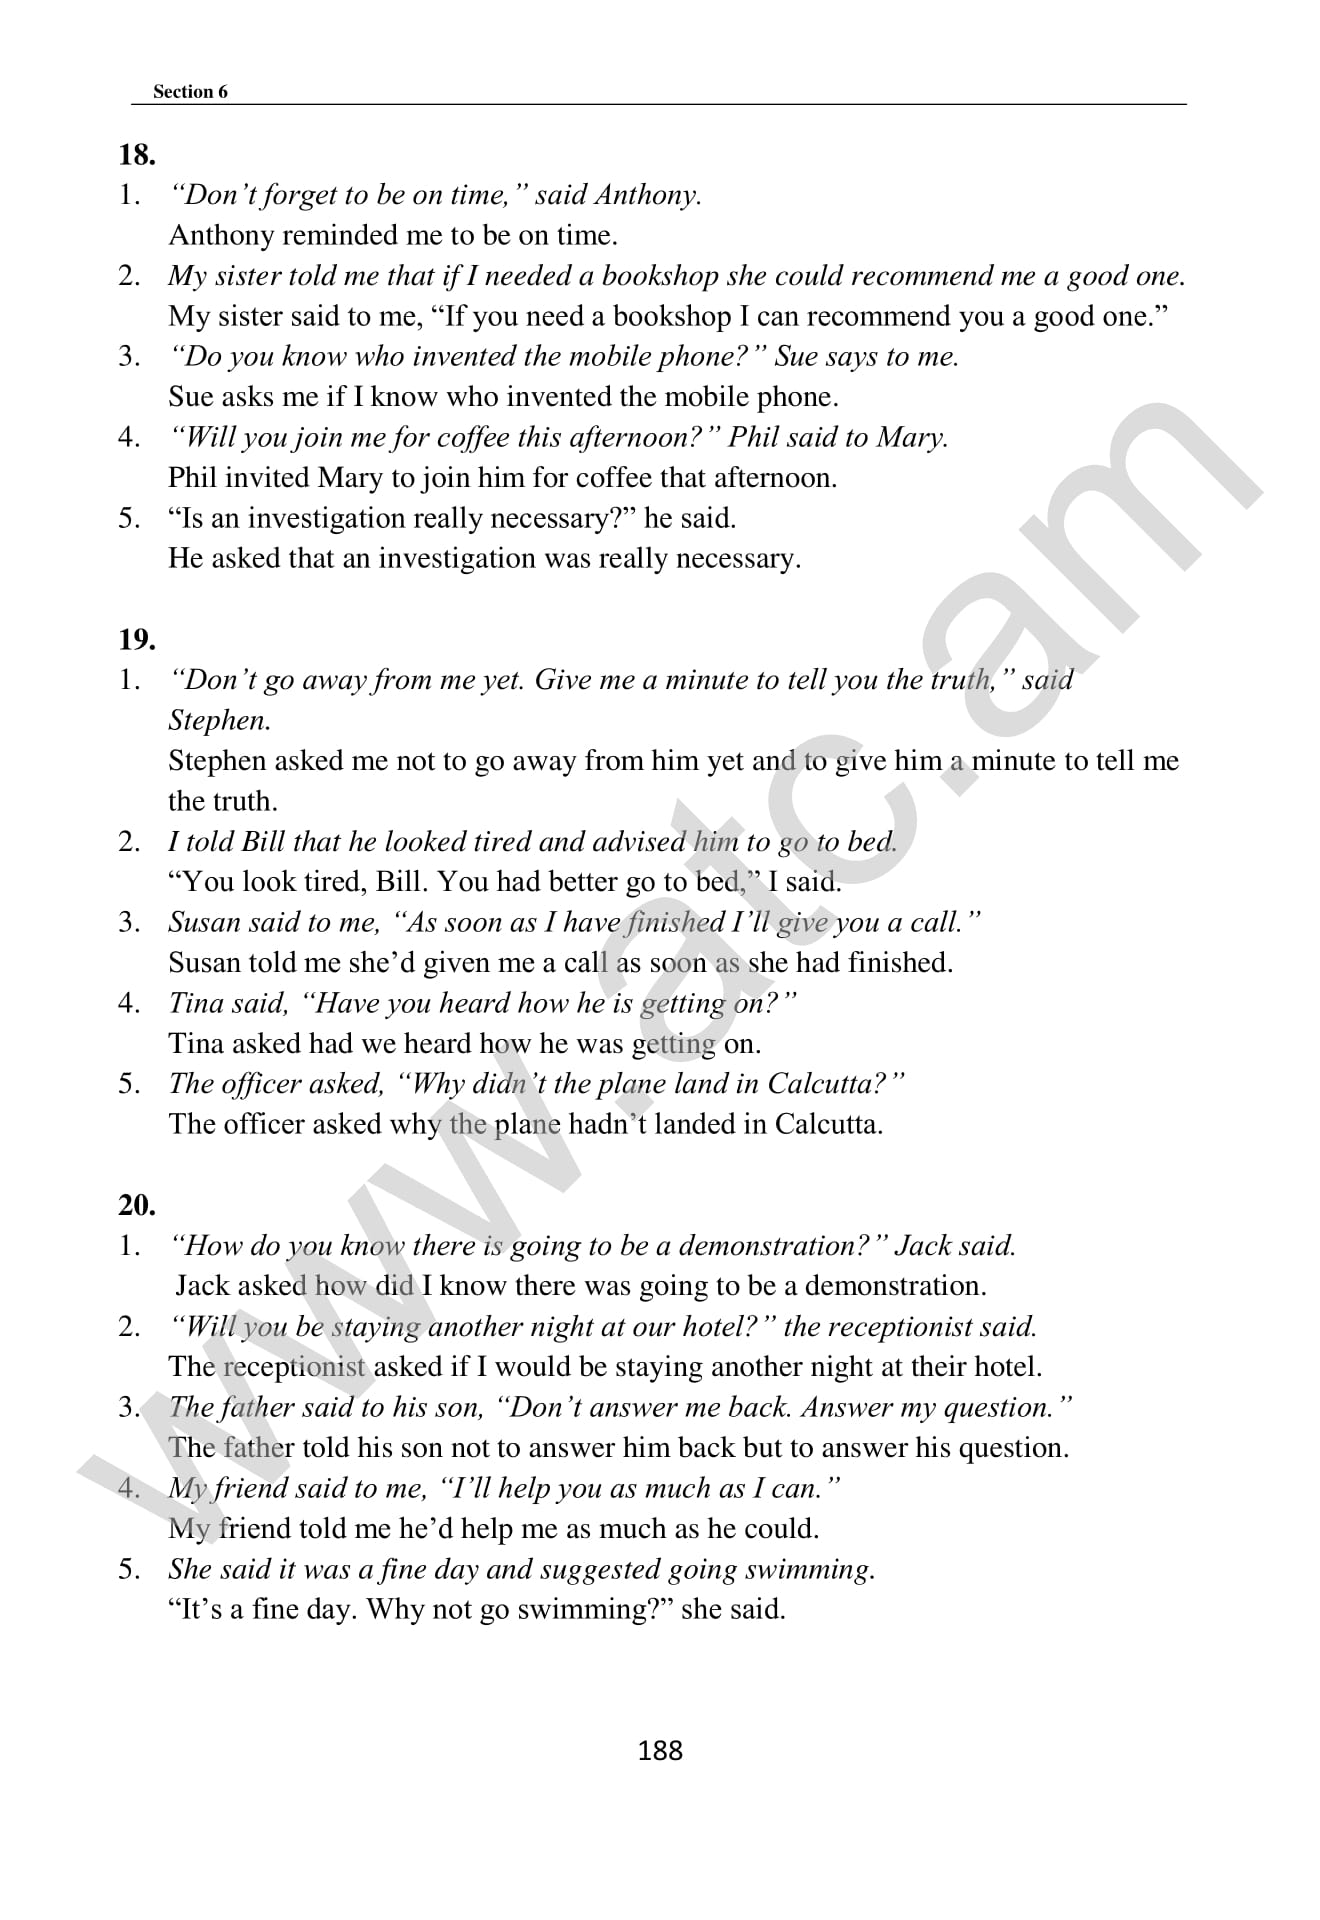 Section 6
18.
1. “Don’t forget to be on time,” said Anthony.
Anthony reminded me to be on time.
2. My sister told me that if I needed a bookshop she could recommend me a good one.
My sister said to me, “If you need a bookshop I can recommend you a good one.”
3. “Do you know who invented the mobile phone?” Sue says to me.
Sue asks me if I know who invented the mobile phone.
4. “Will you join me for coffee this afternoon?” Phil said to Mary.
Phil invited Mary to join him for coffee that afternoon.
5. “Is an investigation really necessary?” he said.
He asked that an investigation was really necessary.
19.
1. “Don’t go away from me yet. Give me a minute to tell you the truth,” said
Stephen.
Stephen asked me not to go away from him yet and to give him a minute to tell me
the truth.
2. I told Bill that he looked tired and advised him to go to bed.
“You look tired, Bill. You had better go to bed,” I said.
3. Susan said to me, “As soon as I have finished I’ll give you a call.”
Susan told me she’d given me a call as soon as she had finished.
4. Tina said, “Have you heard how he is getting on?”
Tina asked had we heard how he was getting on.
5. The officer asked, “Why didn’t the plane land in Calcutta?”
The officer asked why the plane hadn’t landed in Calcutta.
20.
1. “How do you know there is going to be a demonstration?” Jack said.
Jack asked how did I know there was going to be a demonstration.
2. “Will you be staying another night at our hotel?” the receptionist said.
The receptionist asked if I would be staying another night at their hotel.
3. The father said to his son, “Don’t answer me back. Answer my question.”
The father told his son not to answer him back but to answer his question.
4. My friend said to me, “I’ll help you as much as I can.”
My friend told me he’d help me as much as he could.
5. She said it was a fine day and suggested going swimming.
“It’s a fine day. Why not go swimming?” she said.
188
www.atc.am